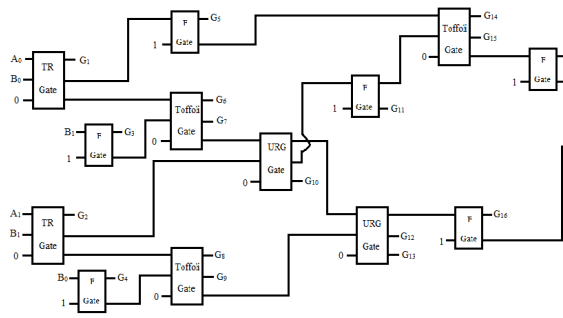 F
Gate
G5
1
A0
B0
0
TR
Gate
G1
Toffoli
Gate
G14
G15
0
F
Gate
1
F
Gate
1
G11
Toffoli
Gate
G6
G7
0
B1
F
Gate
G3
1
URG
Gate
0
G10
A1
B1
0
TR
Gate
G2
URG
Gate
G12
G13
0
F
Gate
G16
1
Toffoli
Gate
G8
G9
0
B0
F
Gate
G4
1